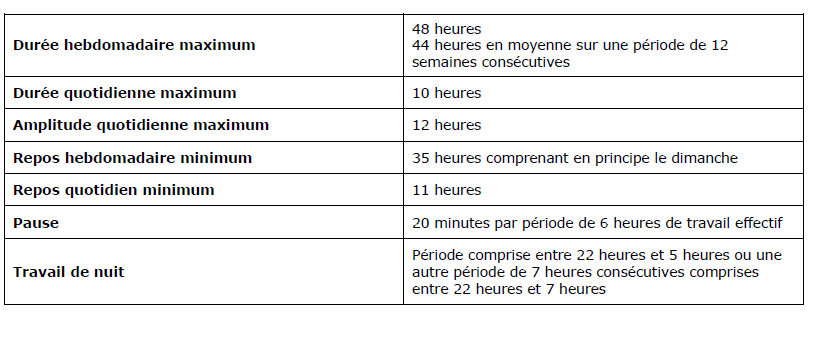 Durée hebdomadaire maximum
48 heures
44 heures en moyenne sur une période de 12
semaines consécutives
Durée quotidienne maximum
10 heures
Amplitude quotidienne maximum
12 heures
Repos hebdomadaire minimum
35 heures comprenant en principe le dimanche
Repos quotidien minimum
11 heures
Pause
20 minutes par période de 6 heures de travail effectif
Travail de nuit
Période comprise entre 22 heures et 5 heures ou une
autre période de 7 heures consécutives comprises
entre 22 heures et 7 heures